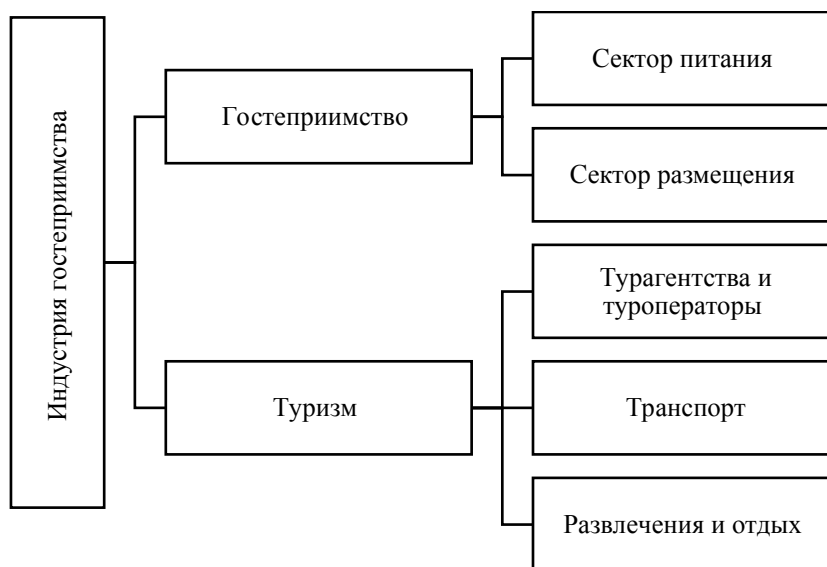 Индустрия гостеприимства
Гостеприимство
Сектор питания
Сектор размещения
Туризм
Турагентства и
туроператоры
Транспорт
Развлечения и отдых